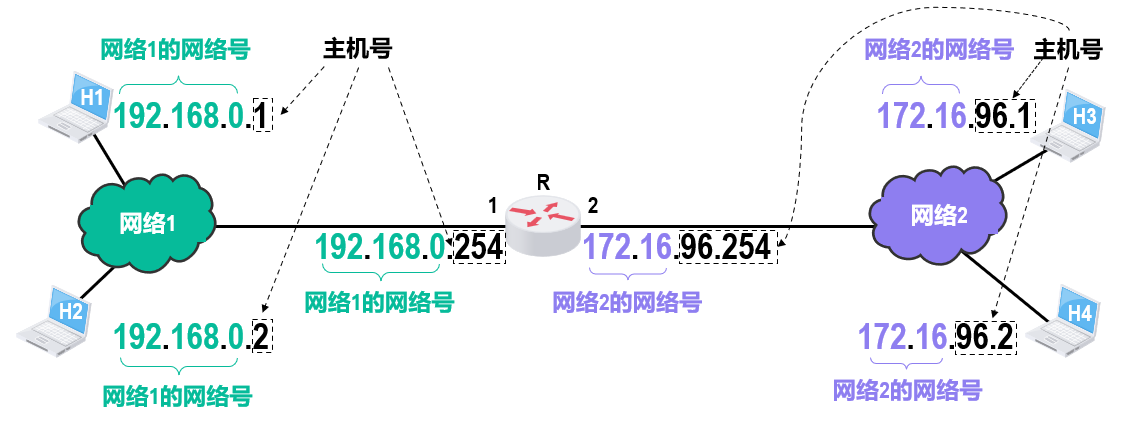 网络1的网络号
主机号
H1
192.168.0.1
网络1
H2
192.168.0.2
网络1的网络号
192.168.0.254
网络1的网络号
1
R
2
172.16.96.254
网络2的网络号
网络2的网络号
主机号
172.16.96.1
H3
网络2
H4
172.16.96.2
网络2的网络号